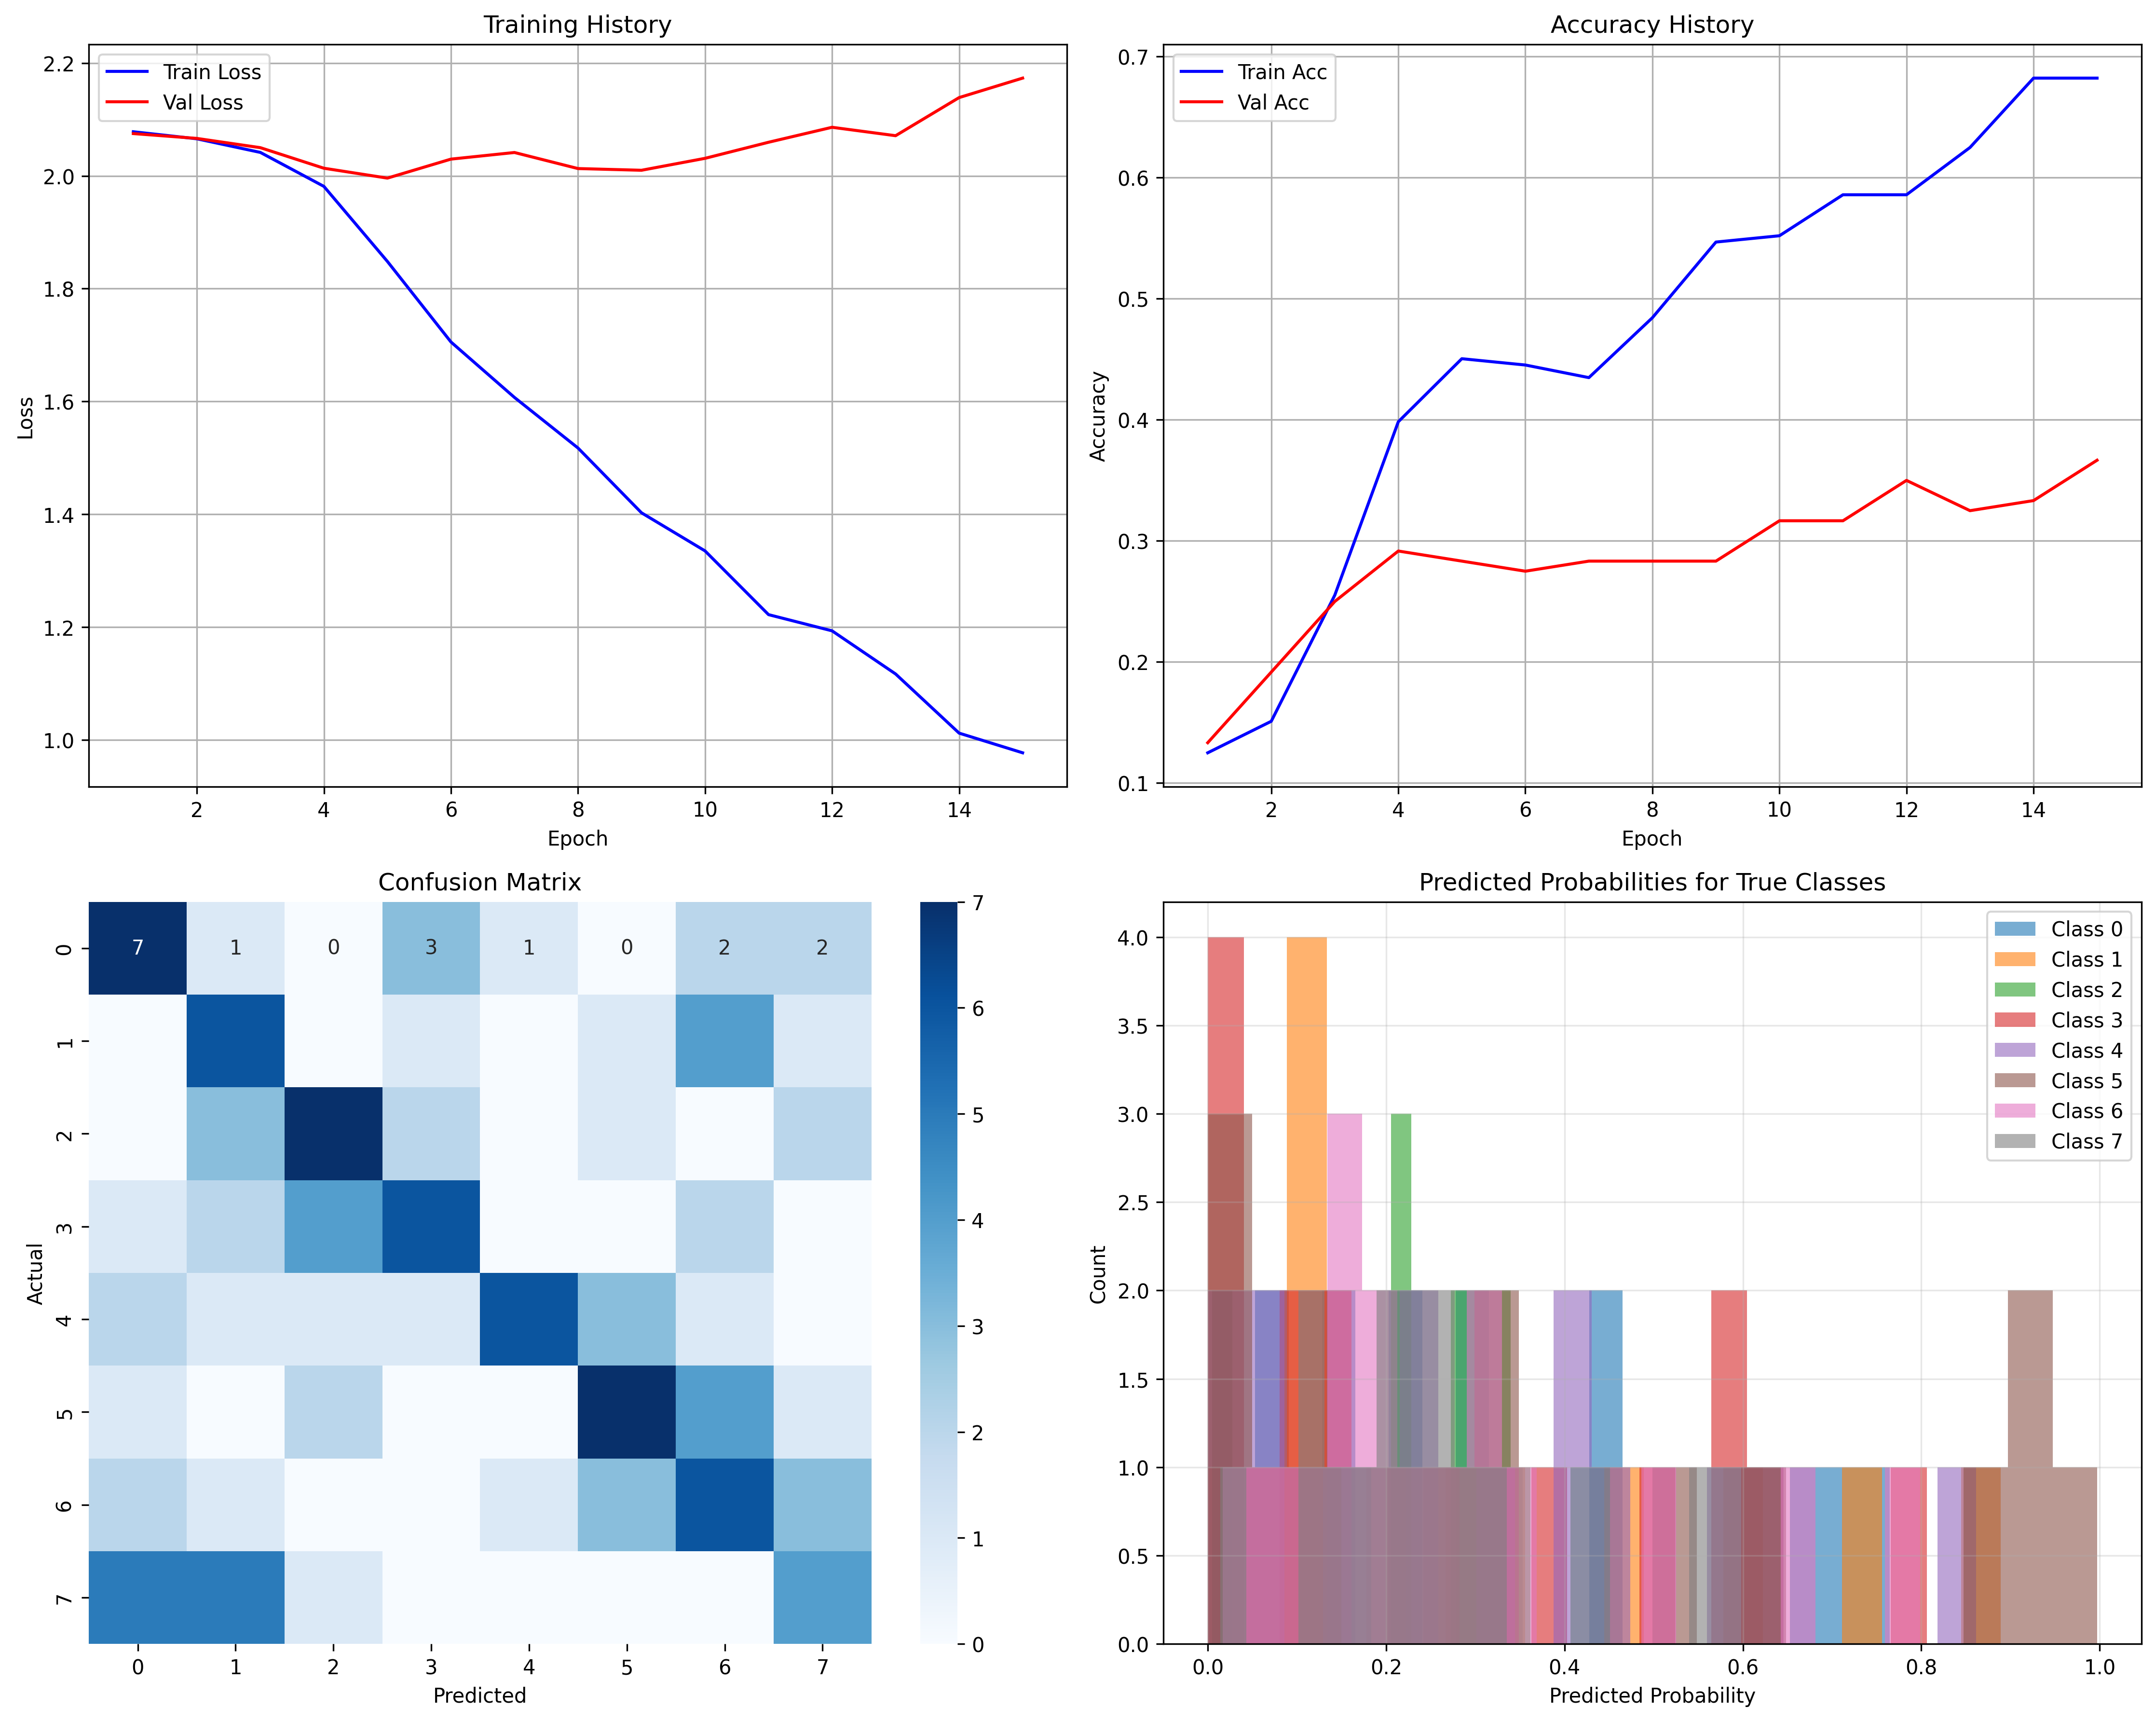 Training History
Train Loss
Val Loss
2.2
2.0
1.8
1.6
1.4
1.2
1.0
Loss
2 4 6 8 10 12 14
Epoch
Accuracy History
Train Acc
Val Acc
0.7
0.6
0.5
0.4
0.3
0.2
0.1
Accuracy
2 4 6 8 10 12 14
Epoch
Confusion Matrix
7 1 0 3 1 0 2 2
0
1
2
3
4
5
6
7
Actual
0 1 2 3 4 5 6 7
Predicted
7
6
5
4
3
2
1
0
Predicted Probabilities for True Classes
Class 0
Class 1
Class 2
Class 3
Class 4
Class 5
Class 6
Class 7
4.0
3.5
3.0
2.5
2.0
1.5
1.0
0.5
0.0
Count
0.0 0.2 0.4 0.6 0.8 1.0
Predicted Probability